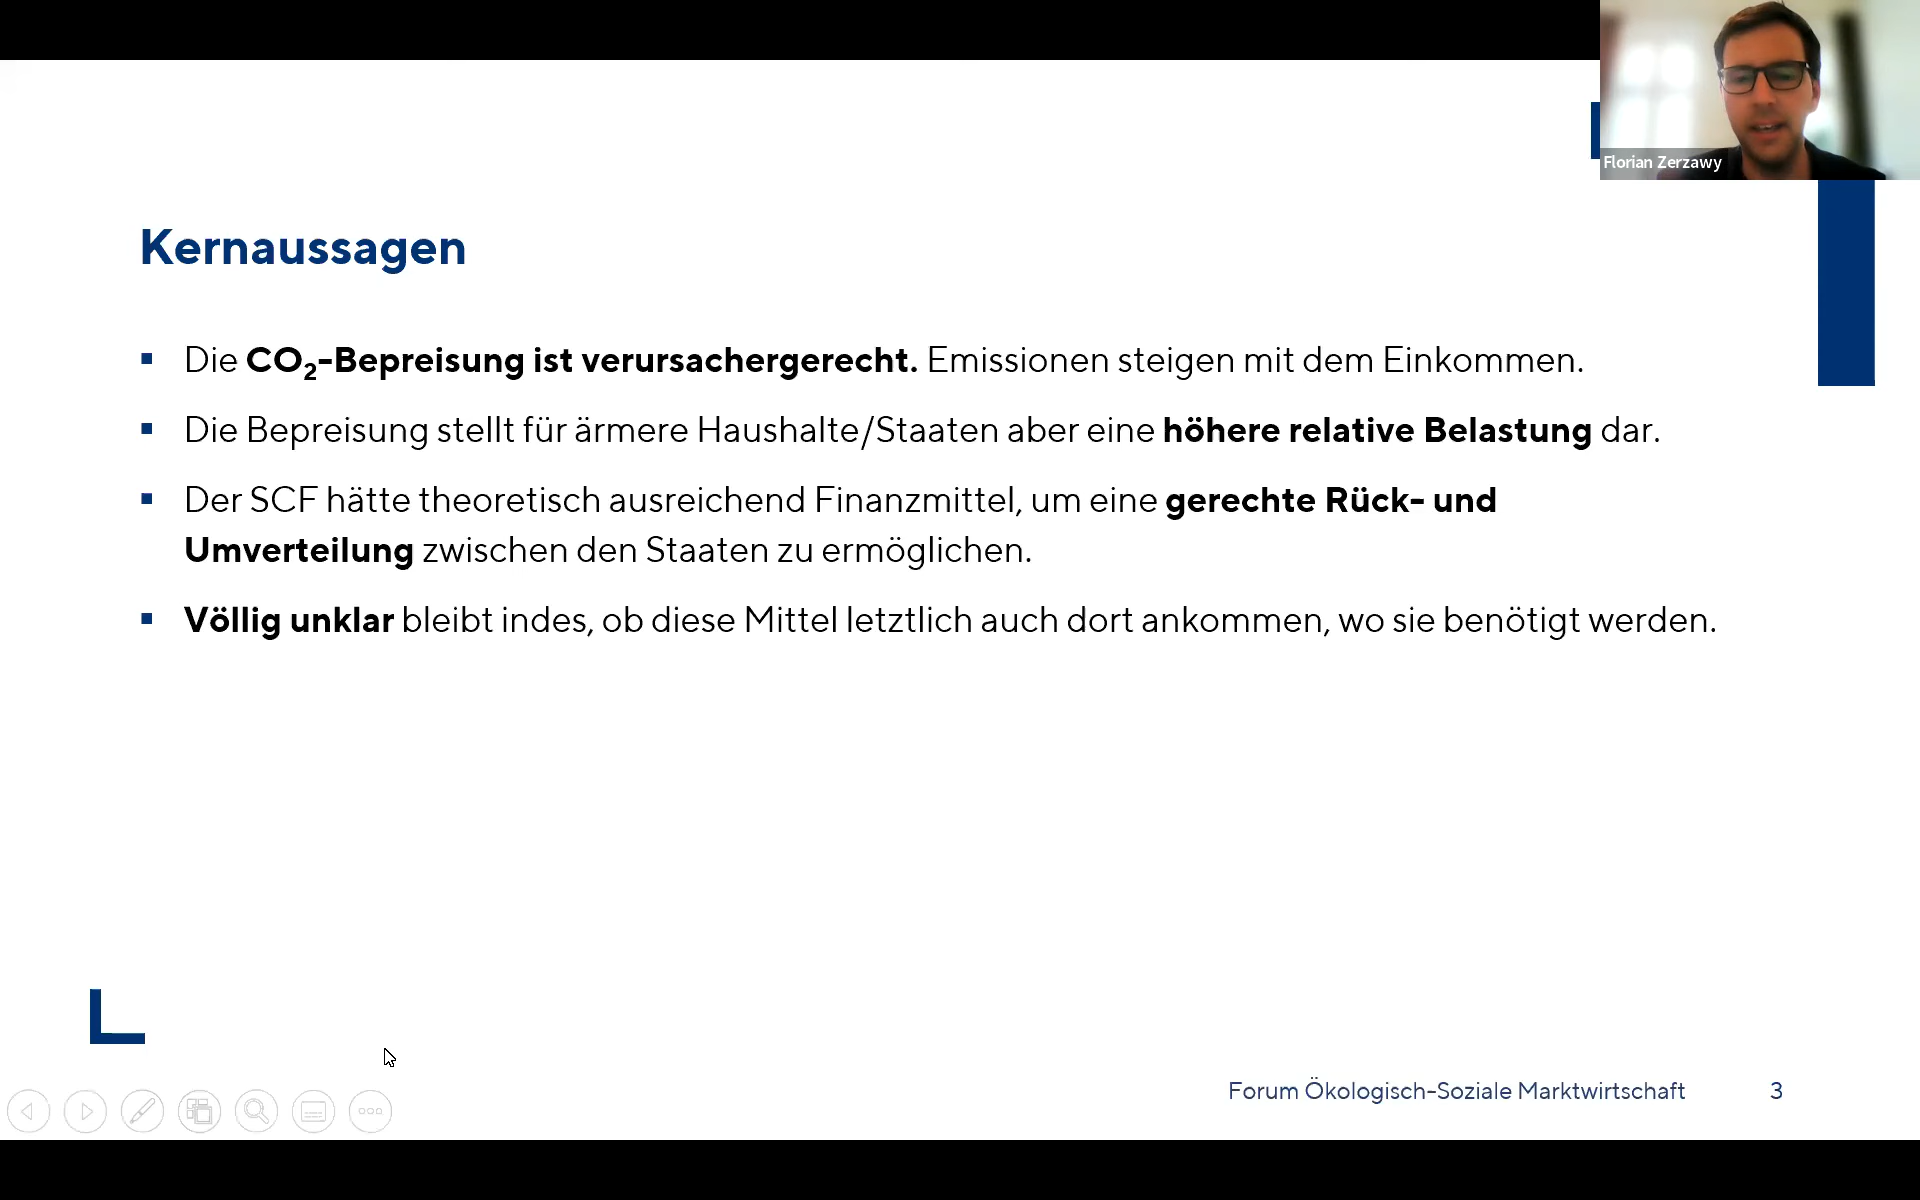 Florian Zerzawy
Kernaussagen
Die CO₂-Bepreisung ist verursachergerecht. Emissionen steigen mit dem Einkommen.
Die Bepreisung stellt für ärmere Haushalte/Staaten aber eine höhere relative Belastung dar.
Der SCF hätte theoretisch ausreichend Finanzmittel, um eine gerechte Rück- und
Umverteilung zwischen den Staaten zu ermöglichen.
Völlig unklar bleibt indes, ob diese Mittel letztlich auch dort ankommen, wo sie benötigt werden.
Forum Ökologisch-Soziale Marktwirtschaft 3